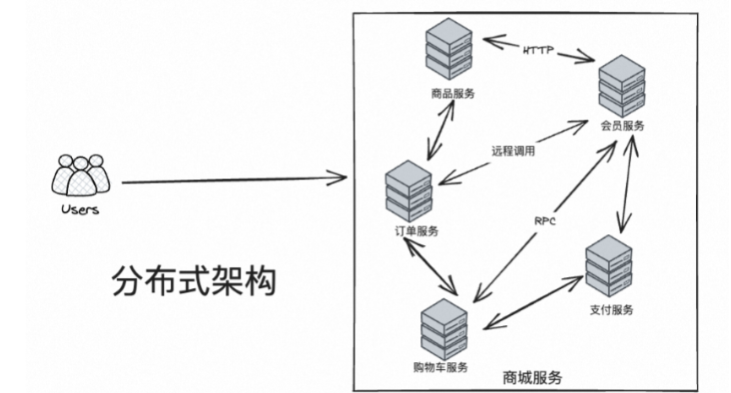 商品服务
HTTP
会员服务
远程调用
Users
订单服务
RPC
分布式架构
支付服务
购物车服务
商城服务